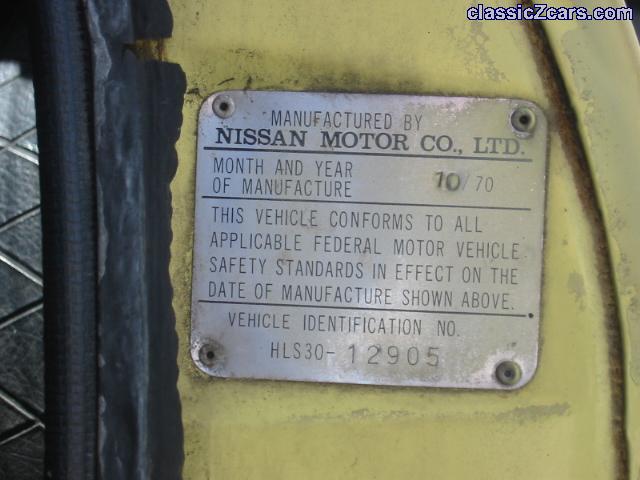 classicZcars.com
MANUFACTURED BY
NISSAN MOTOR CO., LTD.
MONTH AND YEAR
OF MANUFACTURE 10/70
THIS VEHICLE CONFORMS TO ALL
APPLICABLE FEDERAL MOTOR VEHICLE
SAFETY STANDARDS IN EFFECT ON THE
DATE OF MANUFACTURE SHOWN ABOVE.
VEHICLE IDENTIFICATION NO.
HLS30-12905